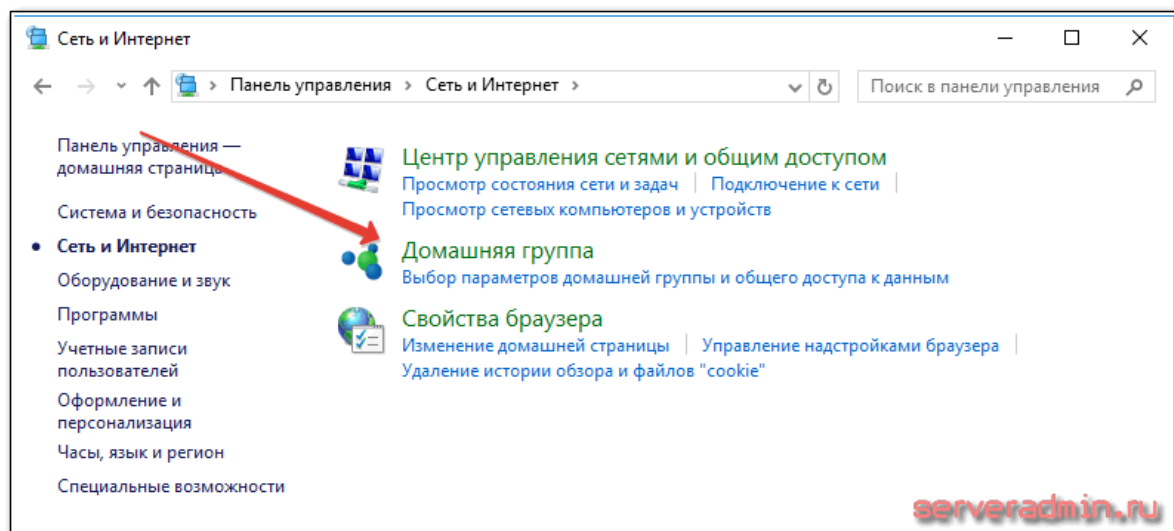 Сеть и Интернет
Панель управления > Сеть и Интернет >
Поиск в панели управления
Панель управления —
домашняя страница
Система и безопасность
Сеть и Интернет
Оборудование и звук
Программы
Учетные записи
пользователей
Оформление и
персонализация
Часы, язык и регион
Специальные возможности
Центр управления сетями и общим доступом
Просмотр состояния сети и задач | Подключение к сети |
Просмотр сетевых компьютеров и устройств
Домашняя группа
Выбор параметров домашней группы и общего доступа к данным
Свойства браузера
Изменение домашней страницы | Управление надстройками браузера |
Удаление истории обзора и файлов "cookie"
serveradmin.ru